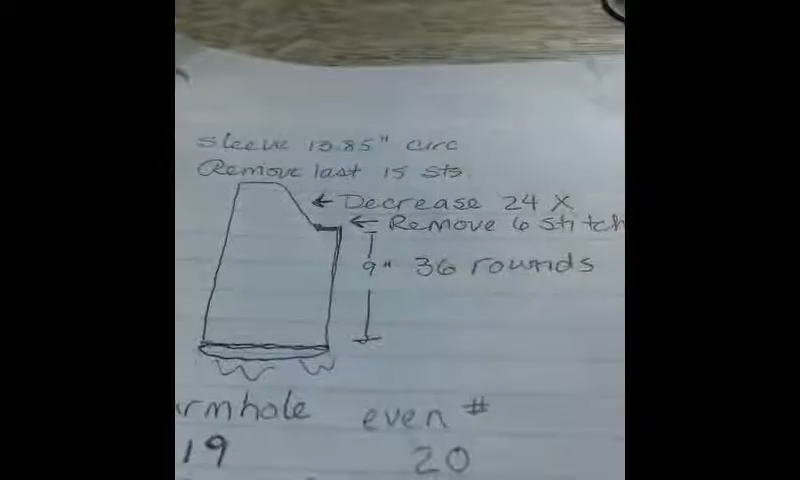 Sleeve 13.85" circ
Remove last 15 sts
← Decrease 24 X
← Remove 6 stitch
9" 36 rounds
armhole even #
19 20